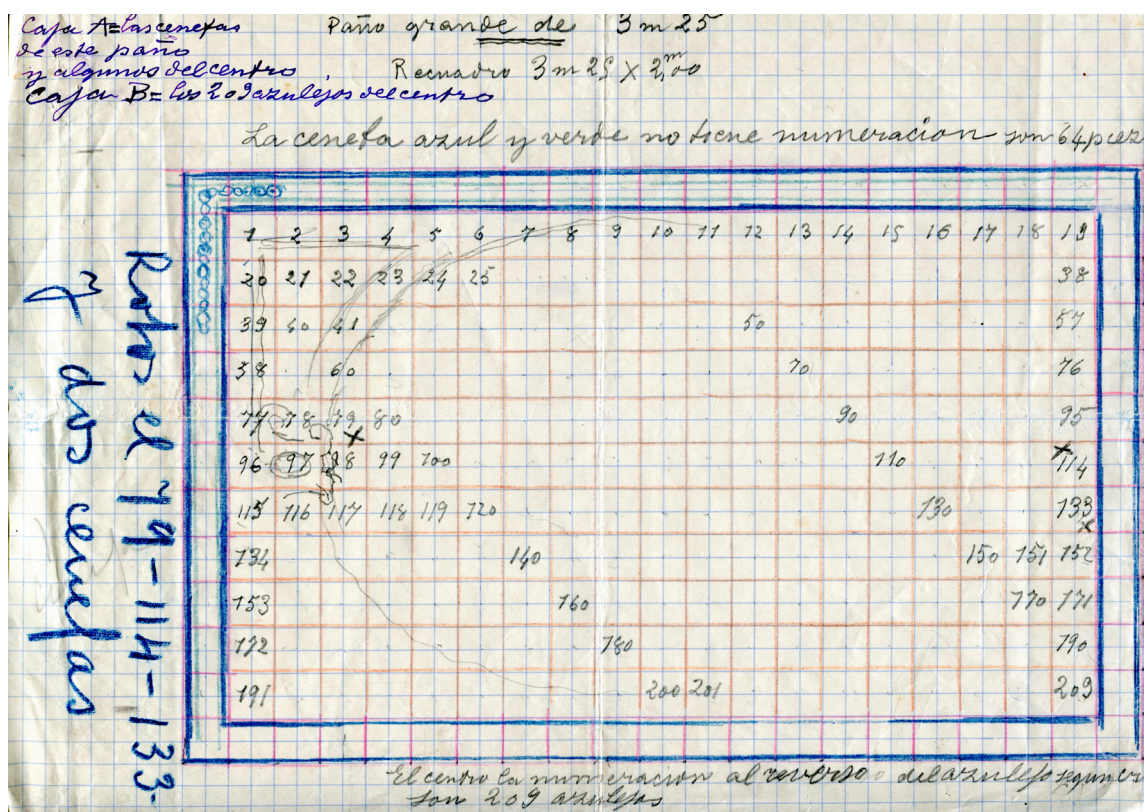 Caja A = las cenefas
de este paño
y algunos del centro.
Caja B = los 209 azulejos del centro
Paño grande de 3 m 25
Recuadro 3 m 25 X 2,m00
La cenefa azul y verde no tiene numeracion son 64 piez
1 2 3 4 5 6 7 8 9 10 11 12 13 14 15 16 17 18 19
20 21 22 23 24 25 38
39 40 41 50 57
58 60 70 76
77 78 79 80 90 95
X X
96 97 98 99 100 110 114
115 116 117 118 119 120 130 133
X
134 140 150 151 152
153 160 170 171
172 180 190
191 200 201 209
Rotos el 79-114-133-
y dos cenefas
El centro la numeracion al reverso del azulejo
son 209 azulejos